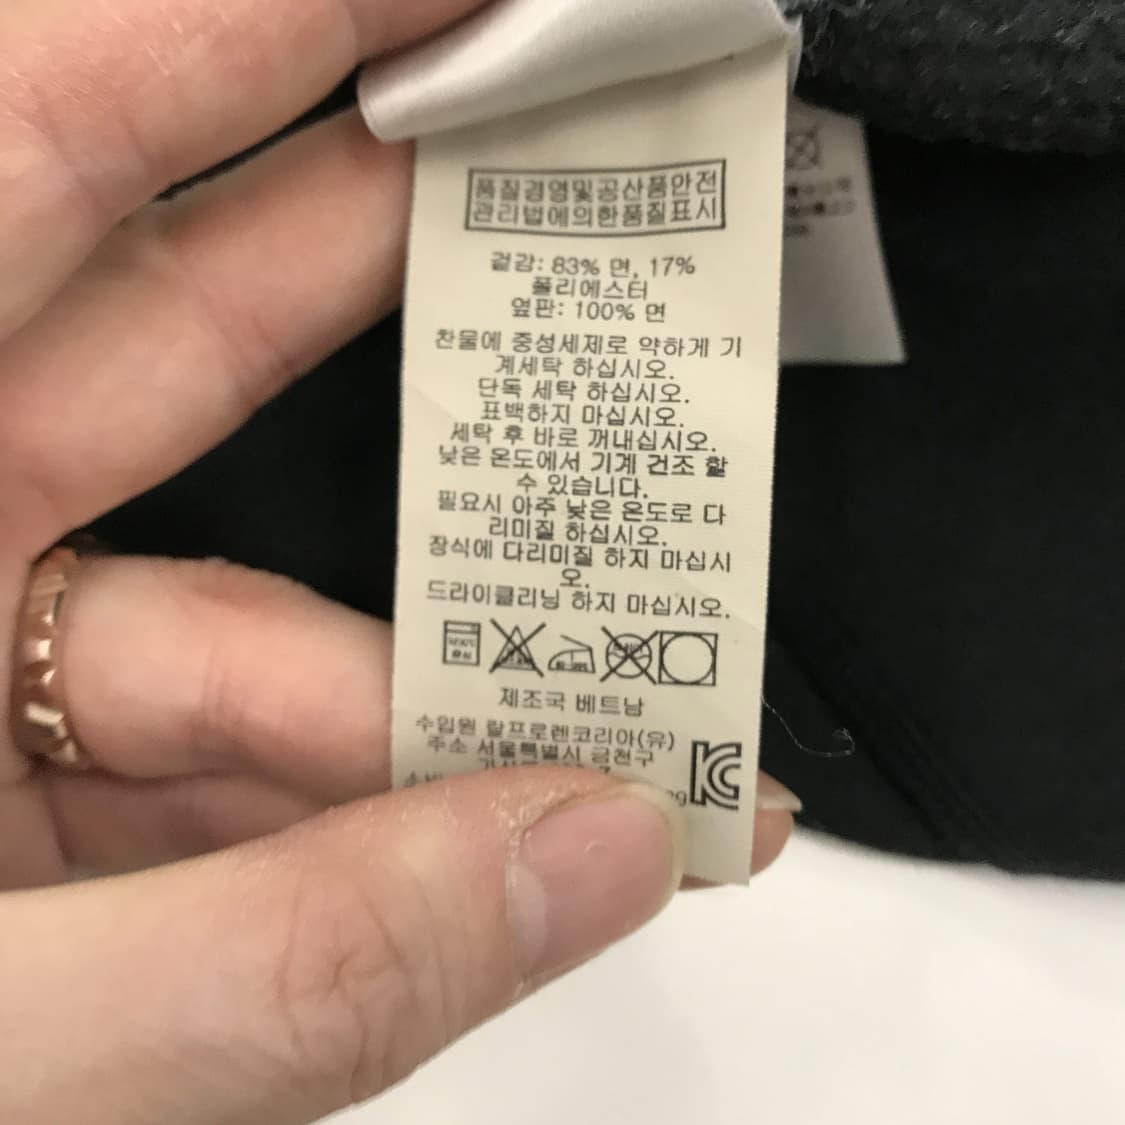 품질경영및공산품안전
관리법에의한품질표시
겉감: 83% 면, 17%
폴리에스터
옆판: 100% 면
찬물에 중성세제로 약하게 기
계세탁 하십시오.
단독 세탁 하십시오.
표백하지 마십시오.
세탁 후 바로 꺼내십시오.
낮은 온도에서 기계 건조 할
수 있습니다.
필요시 아주 낮은 온도로 다
리미질 하십시오.
장식에 다리미질 하지 마십시
오.
드라이클리닝 하지 마십시오.
제조국 베트남
수입원 랄프로렌코리아(유)
주소 서울특별시 금천구